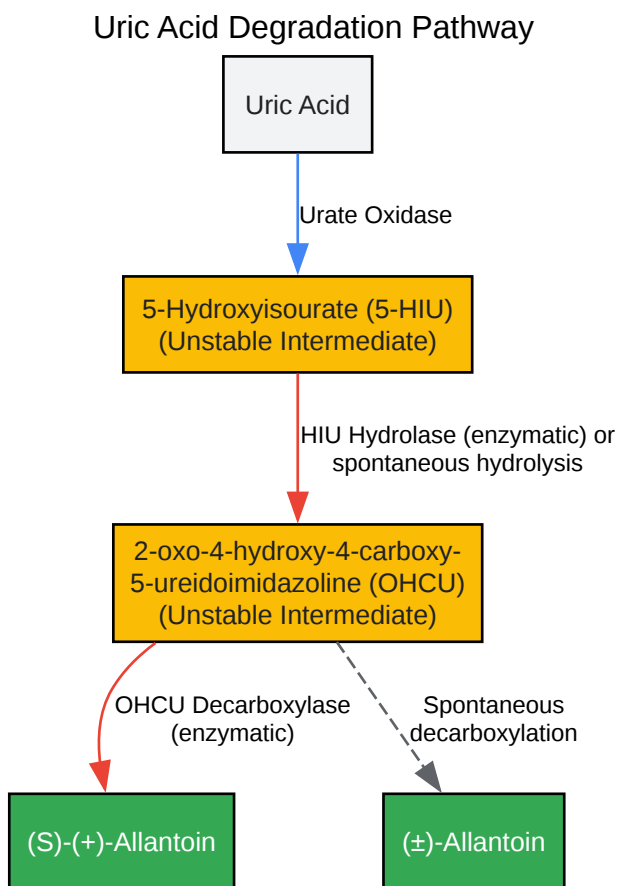 Uric Acid Degradation Pathway
Uric Acid
Urate Oxidase
5-Hydroxyisourate (5-HIU)
(Unstable Intermediate)
HIU Hydrolase (enzymatic) or
spontaneous hydrolysis
2-oxo-4-hydroxy-4-carboxy-
5-ureidoimidazoline (OHCU)
(Unstable Intermediate)
OHCU Decarboxylase
(enzymatic)
Spontaneous
decarboxylation
(S)-(+)-Allantoin
(±)-Allantoin